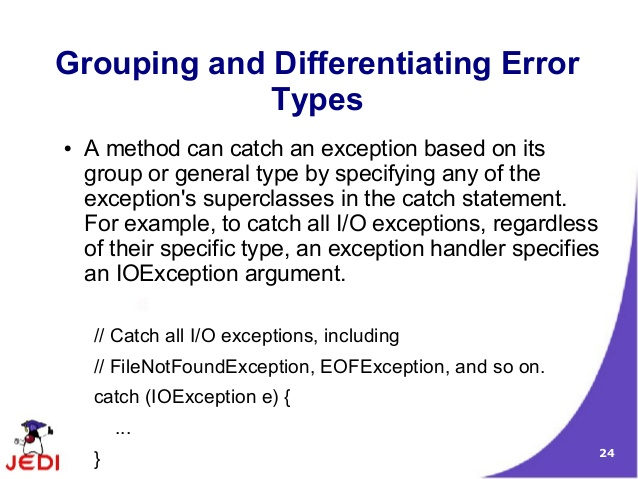 Grouping and Differentiating Error
Types
• A method can catch an exception based on its
group or general type by specifying any of the
exception's superclasses in the catch statement.
For example, to catch all I/O exceptions, regardless
of their specific type, an exception handler specifies
an IOException argument.
// Catch all I/O exceptions, including
// FileNotFoundException, EOFException, and so on.
catch (IOException e) {
...
}
JEDI
24